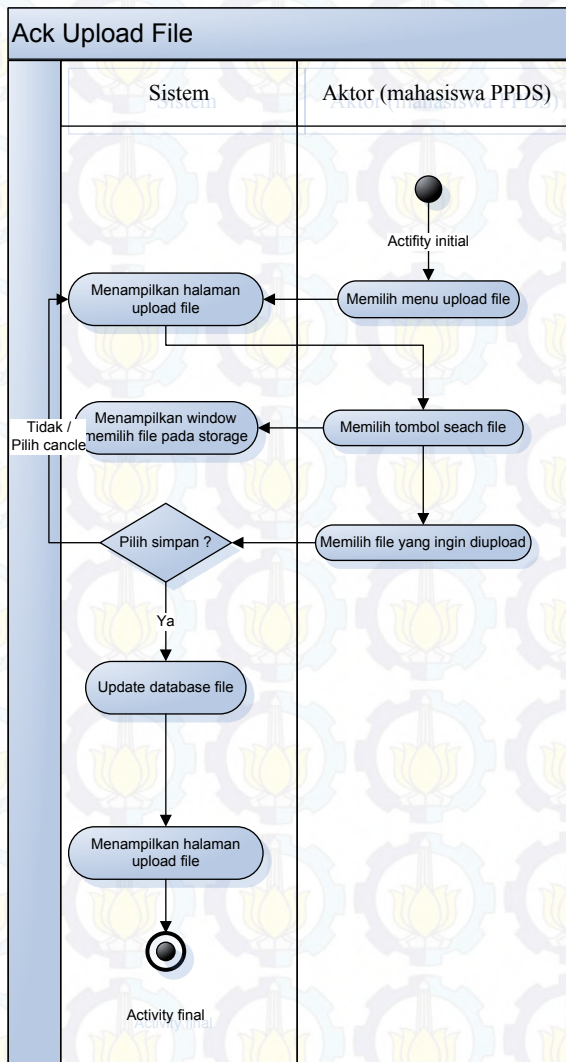 Ack Upload File
Sistem
Aktor (mahasiswa PPDS)
Actifity initial
Menampilkan halaman
upload file
Memilih menu upload file
Tidak /
Pilih cancle
Menampilkan window
memilih file pada storage
Memilih tombol seach file
Pilih simpan ?
Memilih file yang ingin diupload
Ya
Update database file
Menampilkan halaman
upload file
Activity final